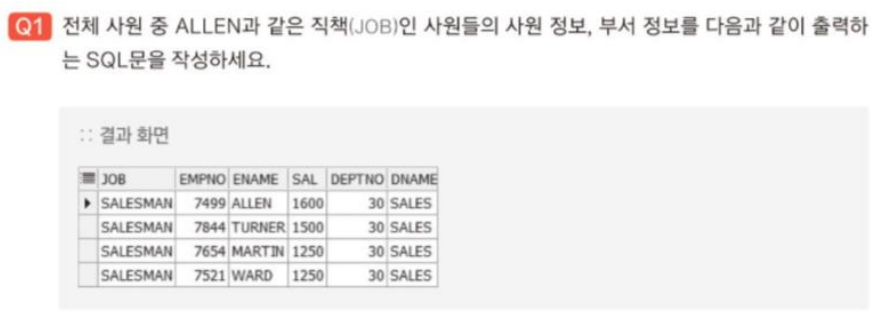 Q1 전체 사원 중 ALLEN과 같은 직책(JOB)인 사원들의 사원 정보, 부서 정보를 다음과 같이 출력하
는 SQL문을 작성하세요.
:: 결과 화면
JOB EMPNO ENAME SAL DEPTNO DNAME
SALESMAN 7499 ALLEN 1600 30 SALES
SALESMAN 7844 TURNER 1500 30 SALES
SALESMAN 7654 MARTIN 1250 30 SALES
SALESMAN 7521 WARD 1250 30 SALES